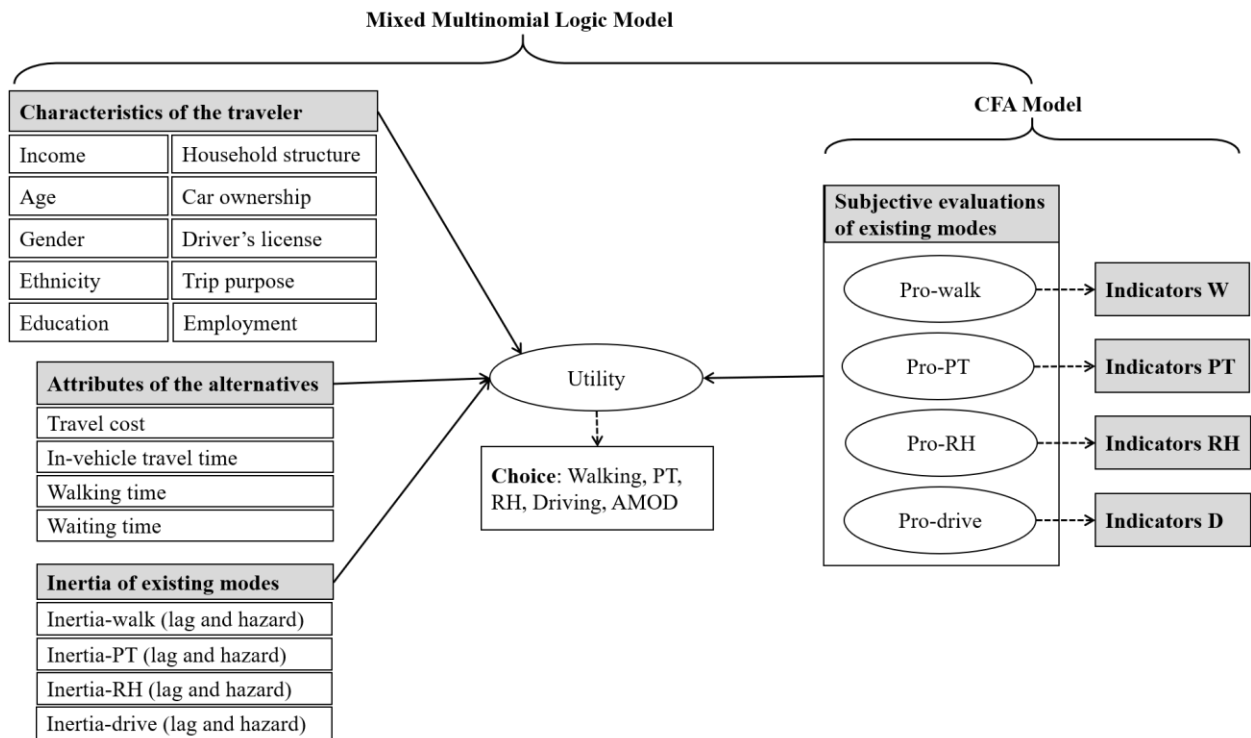 Mixed Multinomial Logic Model
Characteristics of the traveler
Income
Household structure
Age
Car ownership
Gender
Driver's license
Ethnicity
Trip purpose
Education
Employment
Attributes of the alternatives
Travel cost
In-vehicle travel time
Walking time
Waiting time
Inertia of existing modes
Inertia-walk (lag and hazard)
Inertia-PT (lag and hazard)
Inertia-RH (lag and hazard)
Inertia-drive (lag and hazard)
Utility
Choice: Walking, PT,
RH, Driving, AMOD
CFA Model
Subjective evaluations
of existing modes
Pro-walk
Indicators W
Pro-PT
Indicators PT
Pro-RH
Indicators RH
Pro-drive
Indicators D